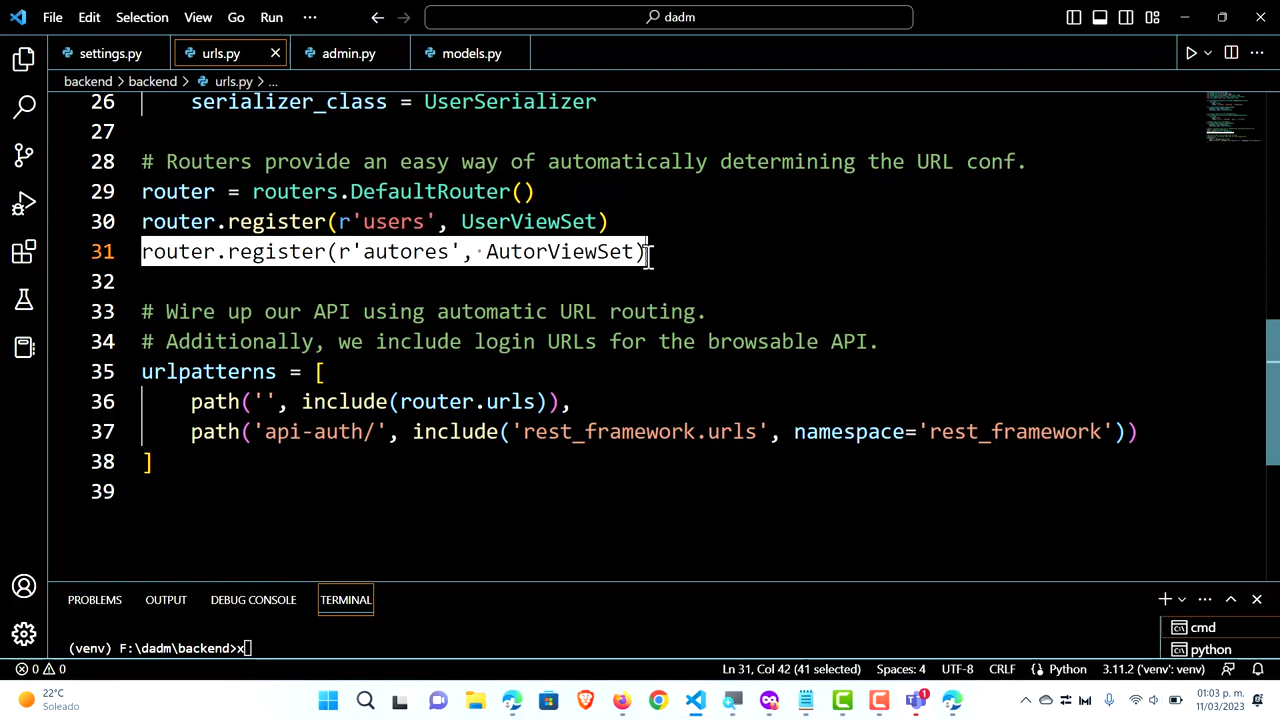 File Edit Selection View Go Run ··· dadm
settings.py urls.py admin.py models.py
backend > backend > urls.py > ...
26 serializer_class = UserSerializer
27
28 # Routers provide an easy way of automatically determining the URL conf.
29 router = routers.DefaultRouter()
30 router.register(r'users', UserViewSet)
31 router.register(r'autores', AutorViewSet)
32
33 # Wire up our API using automatic URL routing.
34 # Additionally, we include login URLs for the browsable API.
35 urlpatterns = [
36 path('', include(router.urls)),
37 path('api-auth/', include('rest_framework.urls', namespace='rest_framework'))
38 ]
39
PROBLEMS OUTPUT DEBUG CONSOLE TERMINAL
(venv) F:\dadm\backend>x
cmd
python
0 0 Ln 31, Col 42 (41 selected) Spaces: 4 UTF-8 CRLF Python 3.11.2 ('venv': venv)
22°C
Soleado
1
01:03 p. m.
11/03/2023